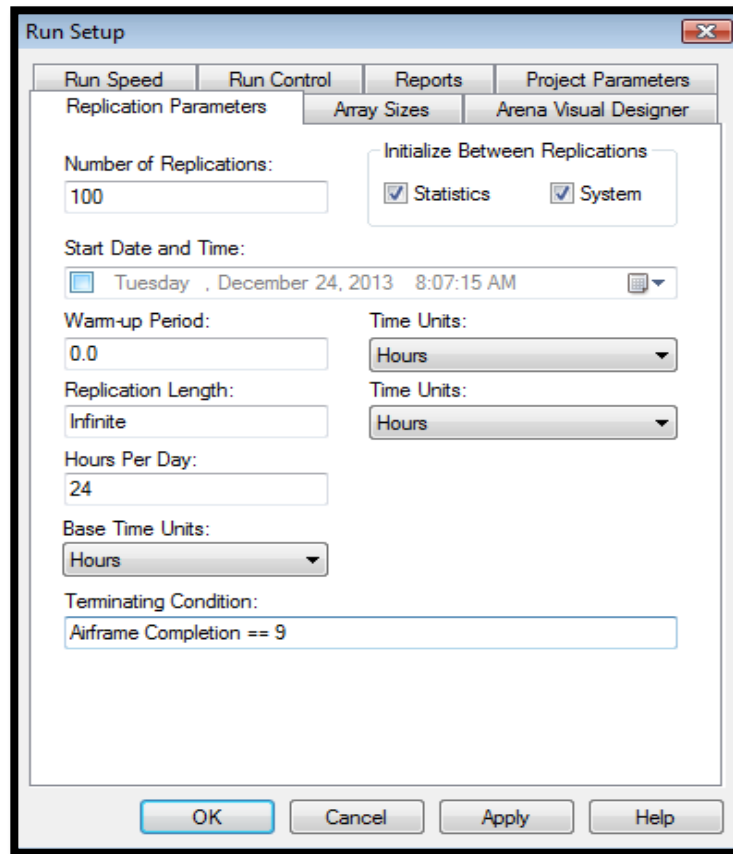 Run Setup
Run Speed Run Control Reports Project Parameters
Replication Parameters Array Sizes Arena Visual Designer
Number of Replications:
100
Initialize Between Replications
Statistics System
Start Date and Time:
Tuesday , December 24, 2013 8:07:15 AM
Warm-up Period: Time Units:
0.0 Hours
Replication Length: Time Units:
Infinite Hours
Hours Per Day:
24
Base Time Units:
Hours
Terminating Condition:
Airframe Completion == 9
OK Cancel Apply Help